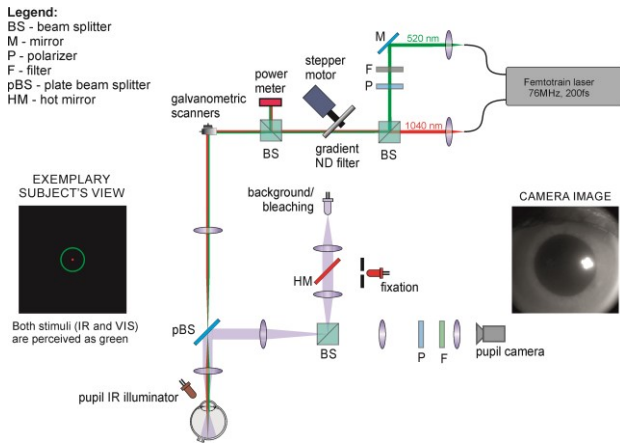 Legend:
BS - beam splitter
M - mirror
P - polarizer
F - filter
pBS - plate beam splitter
HM - hot mirror
M
520 nm
F
P
stepper
motor
power
meter
galvanometric
scanners
BS
gradient
ND filter
BS
1040 nm
Femtotrain laser
76MHz, 200fs
EXEMPLARY
SUBJECT'S VIEW
Both stimuli (IR and VIS)
are perceived as green
background/
bleaching
HM
fixation
CAMERA IMAGE
pBS
BS
P
F
pupil camera
pupil IR illuminator